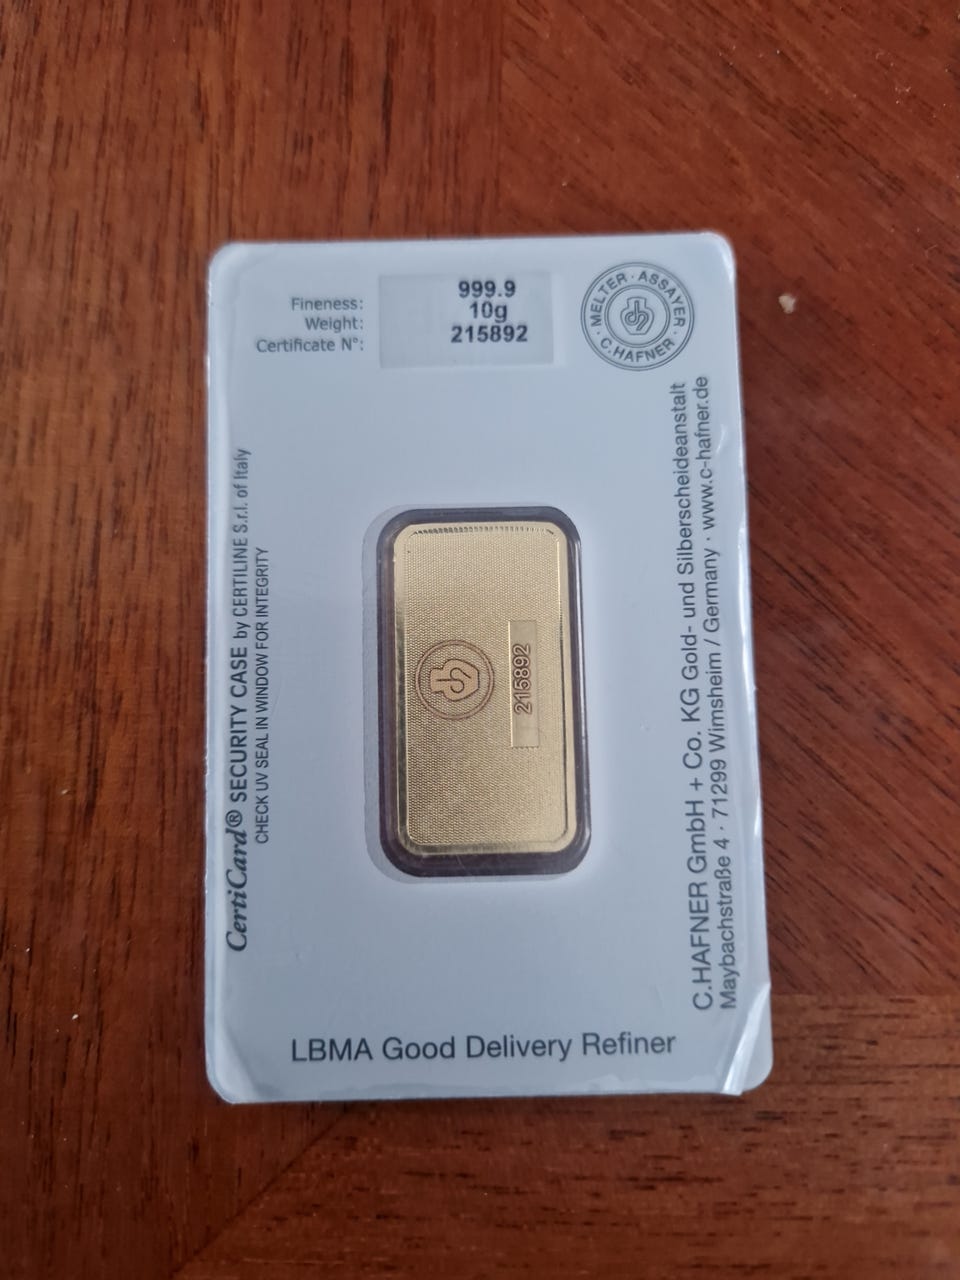 Fineness: 999.9
Weight: 10g
Certificate N°: 215892
MELTER · ASSAYER
· C.HAFNER ·
CertiCard® SECURITY CASE by CERTILINE S.r.l. of Italy
CHECK UV SEAL IN WINDOW FOR INTEGRITY
215892
C.HAFNER GmbH + Co. KG Gold- und Silberscheideanstalt
Maybachstraße 4 · 71299 Wimsheim / Germany · www.c-hafner.de
LBMA Good Delivery Refiner